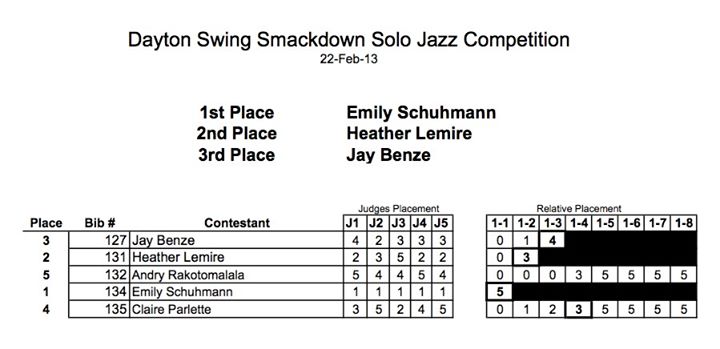 Dayton Swing Smackdown Solo Jazz Competition
22-Feb-13
1st Place Emily Schuhmann
2nd Place Heather Lemire
3rd Place Jay Benze
Judges Placement Relative Placement
Place Bib # Contestant J1 J2 J3 J4 J5 1-1 1-2 1-3 1-4 1-5 1-6 1-7 1-8
3 127 Jay Benze 4 2 3 3 3 0 1 4
2 131 Heather Lemire 2 3 5 2 2 0 3
5 132 Andry Rakotomalala 5 4 4 5 4 0 0 0 3 5 5 5 5
1 134 Emily Schuhmann 1 1 1 1 1 5
4 135 Claire Parlette 3 5 2 4 5 0 1 2 3 5 5 5 5